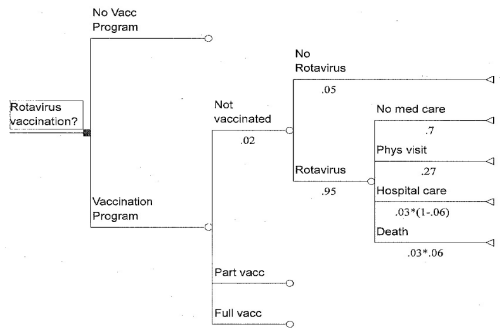 No Vacc
Program
Rotavirus
vaccination?
Vaccination
Program
Not
vaccinated
.02
No
Rotavirus
.05
Rotavirus
.95
No med care
.7
Phys visit
.27
Hospital care
.03*(1-.06)
Death
.03*.06
Part vacc
Full vacc